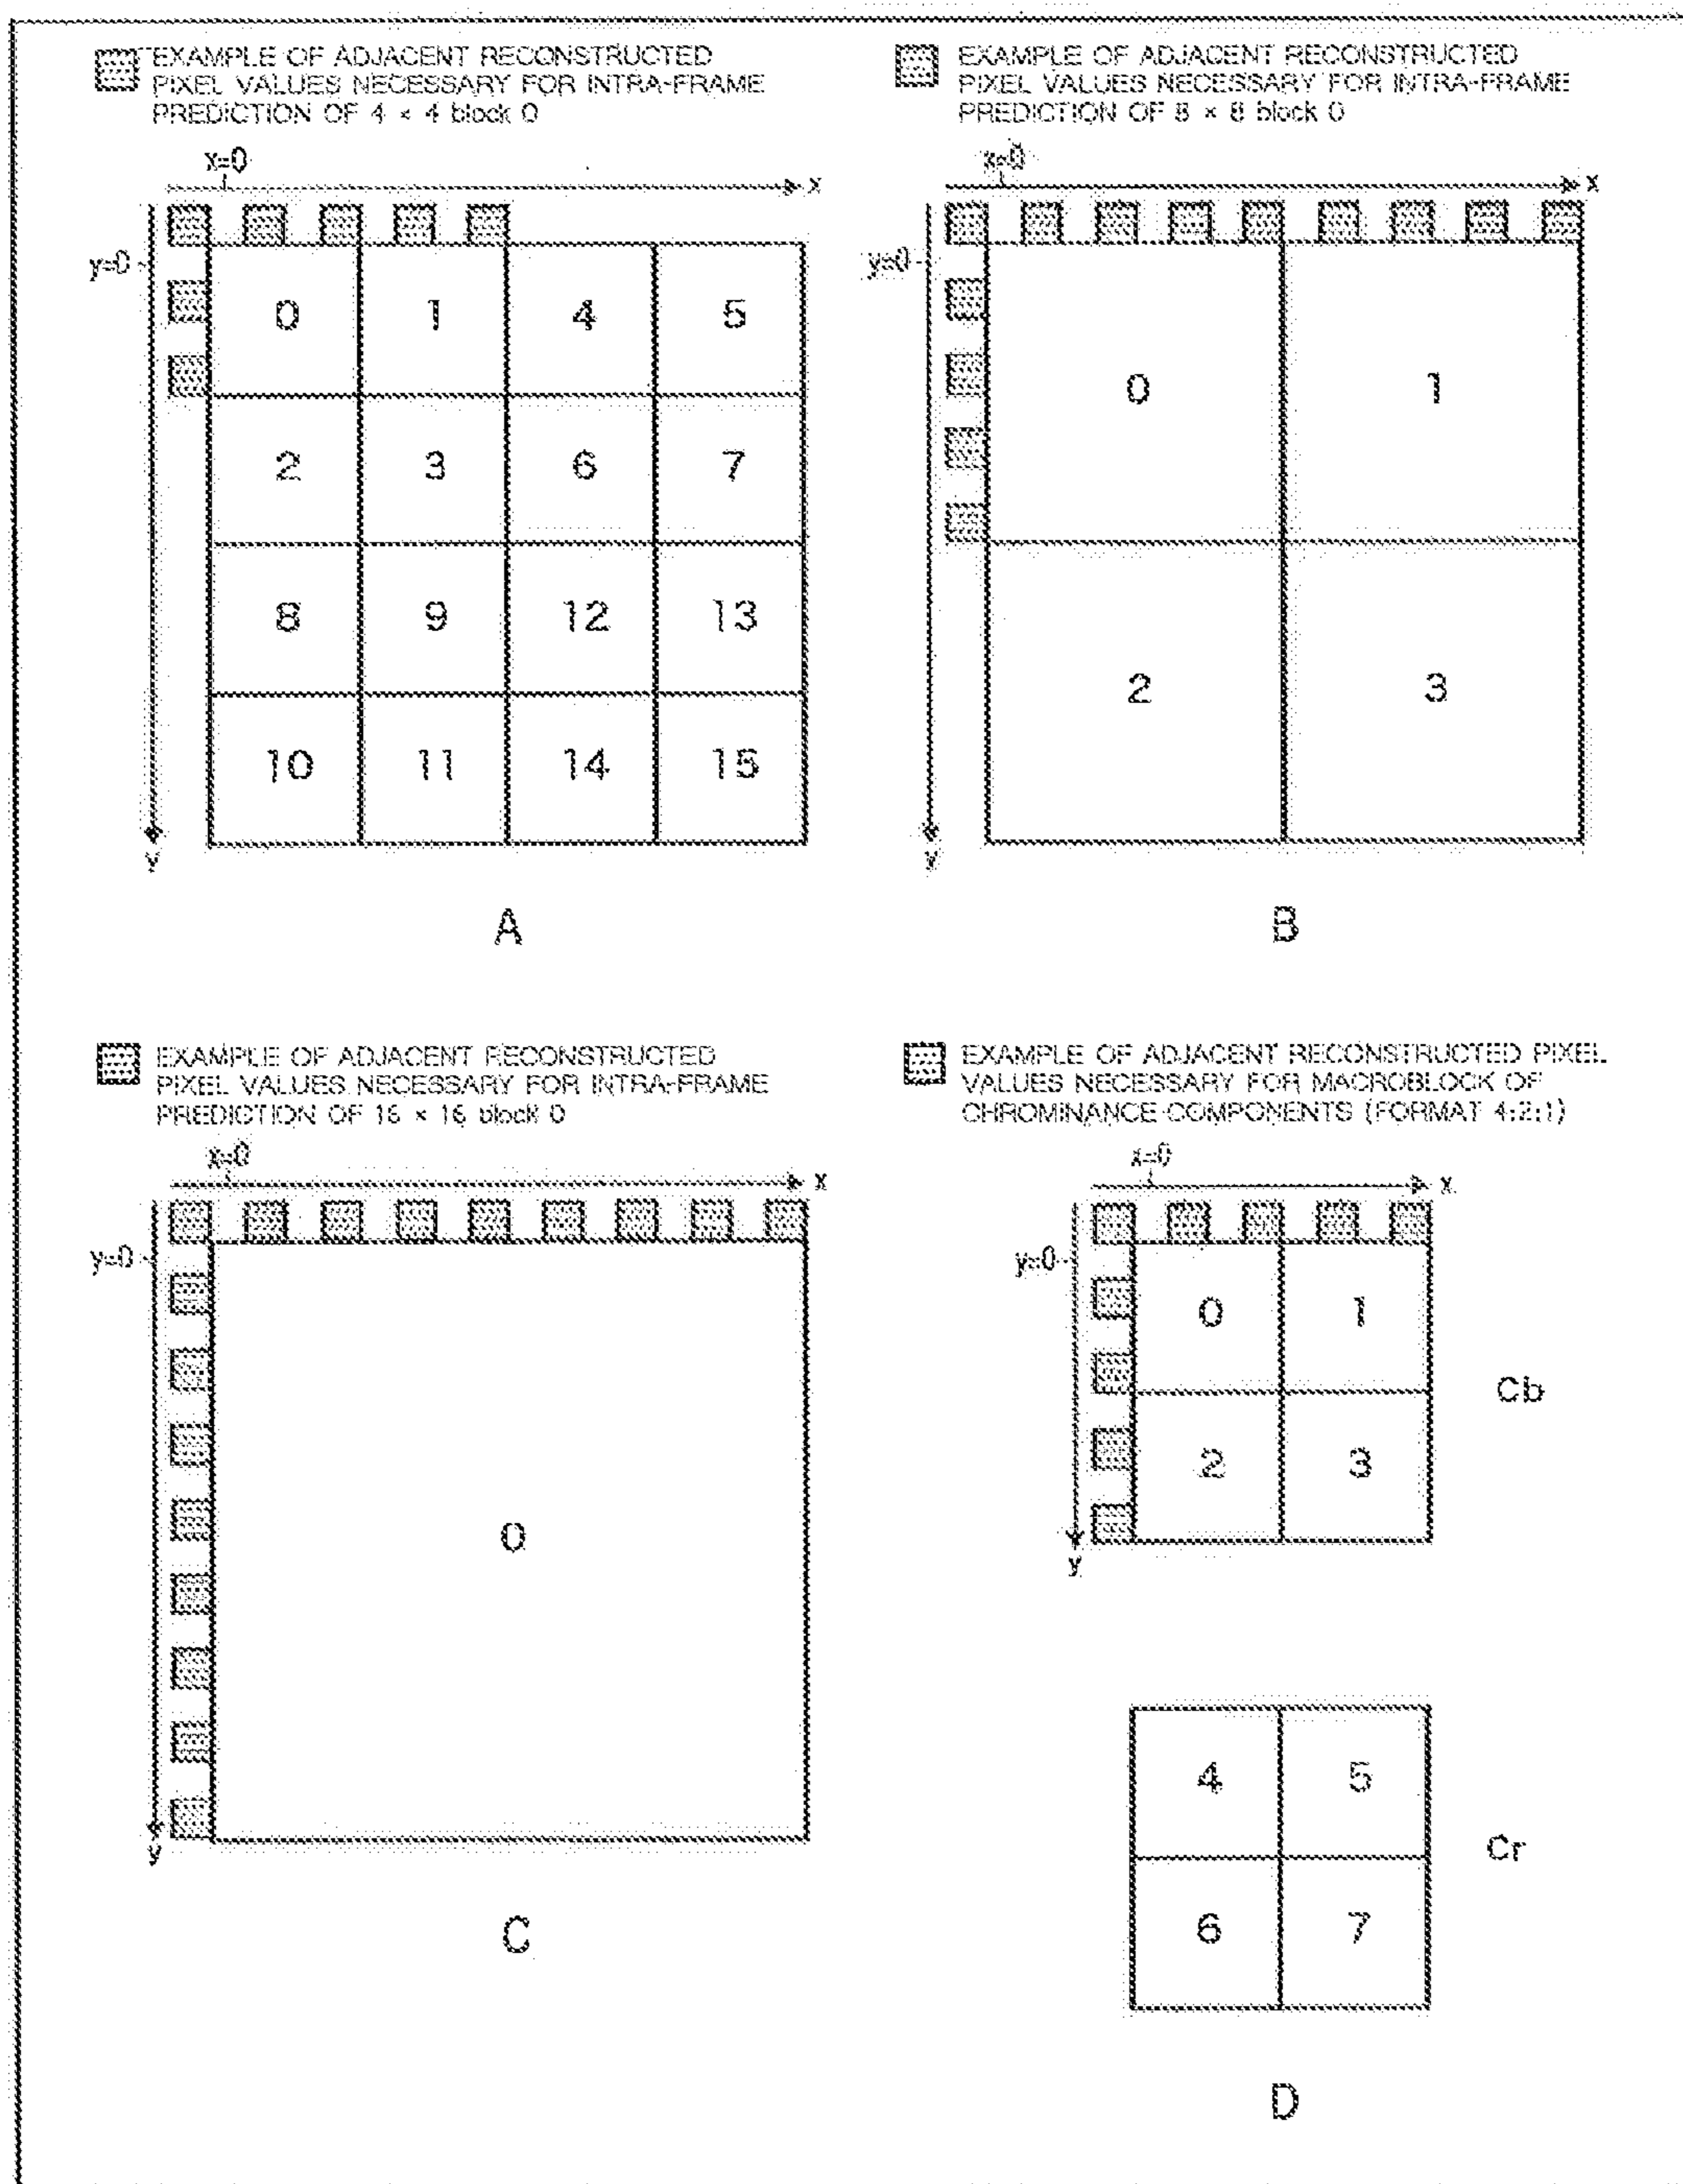 EXAMPLE OF ADJACENT RECONSTRUCTED
PIXEL VALUES NECESSARY FOR INTRA-FRAME
PREDICTION OF 4 × 4 block 0
x=0
x
y=0
0 1 4 5
2 3 6 7
8 9 12 13
10 11 14 15
y
A
EXAMPLE OF ADJACENT RECONSTRUCTED
PIXEL VALUES NECESSARY FOR INTRA-FRAME
PREDICTION OF 8 × 8 block 0
x=0
x
y=0
0 1
2 3
y
B
EXAMPLE OF ADJACENT RECONSTRUCTED
PIXEL VALUES NECESSARY FOR INTRA-FRAME
PREDICTION OF 16 × 16 block 0
x=0
x
y=0
0
y
C
EXAMPLE OF ADJACENT RECONSTRUCTED PIXEL
VALUES NECESSARY FOR MACROBLOCK OF
CHROMINANCE COMPONENTS (FORMAT 4:2:1)
x=0
x
y=0
0 1
Cb
2 3
y
4 5
Cr
6 7
D